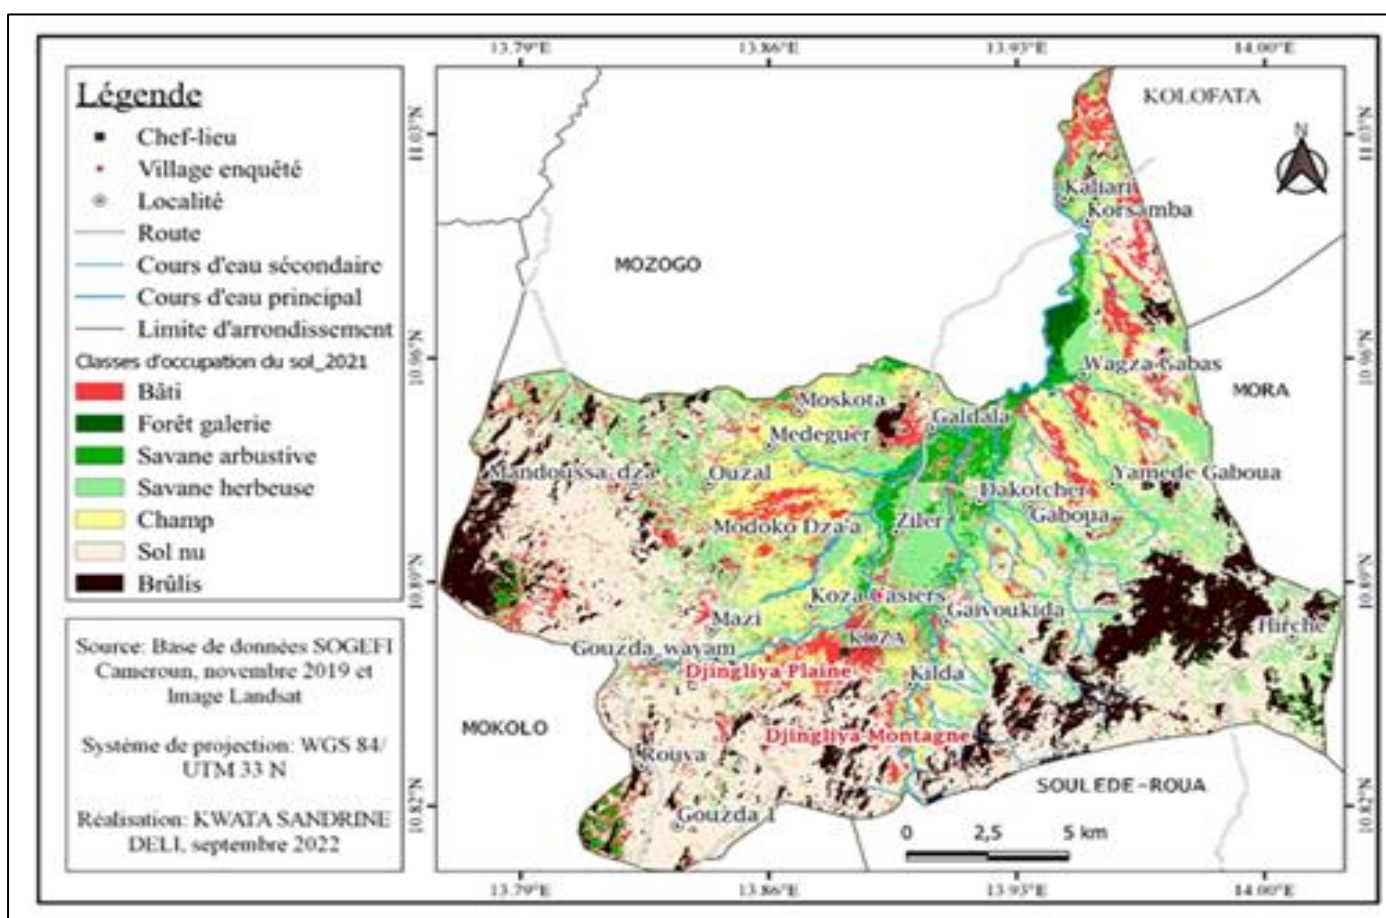 13.79°E 13.86°E 13.93°E 14.00°E
Légende
Chef-lieu
Village enquêté
Localité
Route
Cours d'eau sécondaire
Cours d'eau principal
Limite d'arrondissement
Classes d'occupation du sol_2021
Bâti
Forêt galerie
Savane arbustive
Savane herbeuse
Champ
Sol nu
Brûlis
Source: Base de données SOGEFI
Cameroun, novembre 2019 et
Image Landsat
Système de projection: WGS 84/
UTM 33 N
Réalisation: KWATA SANDRINE
DELI, septembre 2022
11.03°N
10.96°N
10.89°N
10.82°N
KOLOFATA
N
11.03°N
Kaliari
Korsamba
MOZOGO
Wagza Gabas
10.96°N
MORA
Moskota
Galdala
Medeguer
Mandoussa_dza
Ouzal
Yamede Gaboua
Dakotcher
Modoko Dza'a
Ziler
Gaboua
10.89°N
Koza Casiers
Gaivoukida
Mazi
Hirche
KOZA
Gouzda_wayam
Djingliya Plaine
Kilda
MOKOLO
Djingliya Montagne
Rouva
SOULEDE-ROUA
10.82°N
Gouzda I
0 2,5 5 km
13.79°E 13.86°E 13.93°E 14.00°E